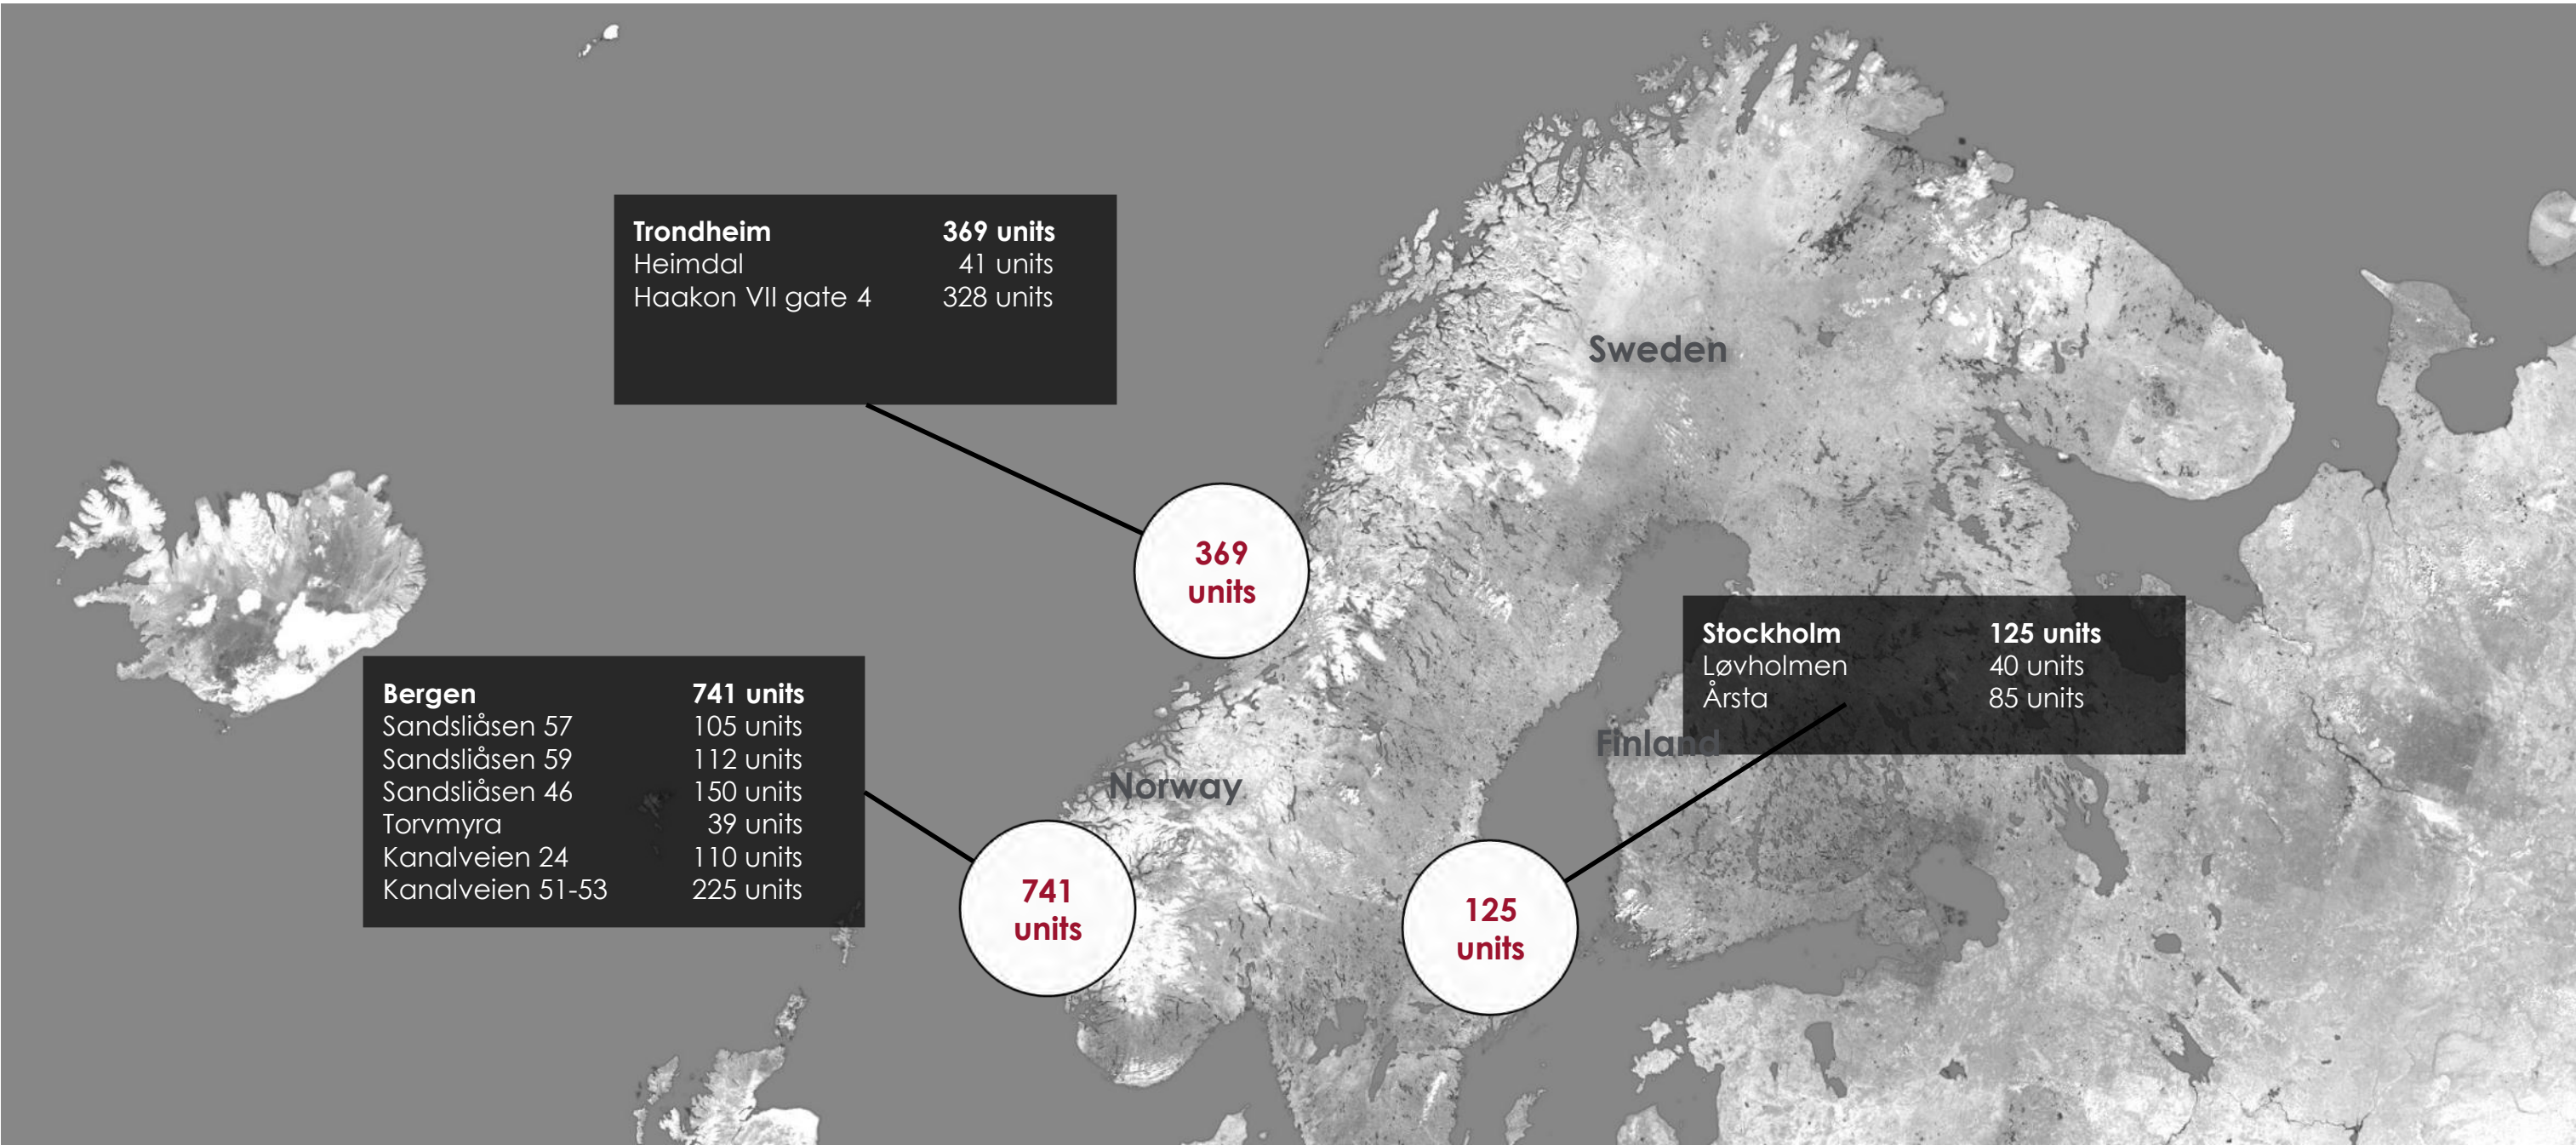 Trondheim 369 units
Heimdal 41 units
Haakon VII gate 4 328 units
Sweden
369
units
Stockholm 125 units
Løvholmen 40 units
Årsta 85 units
Bergen 741 units
Sandsliåsen 57 105 units
Sandsliåsen 59 112 units
Sandsliåsen 46 150 units
Torvmyra 39 units
Kanalveien 24 110 units
Kanalveien 51-53 225 units
Finland
Norway
741
units
125
units